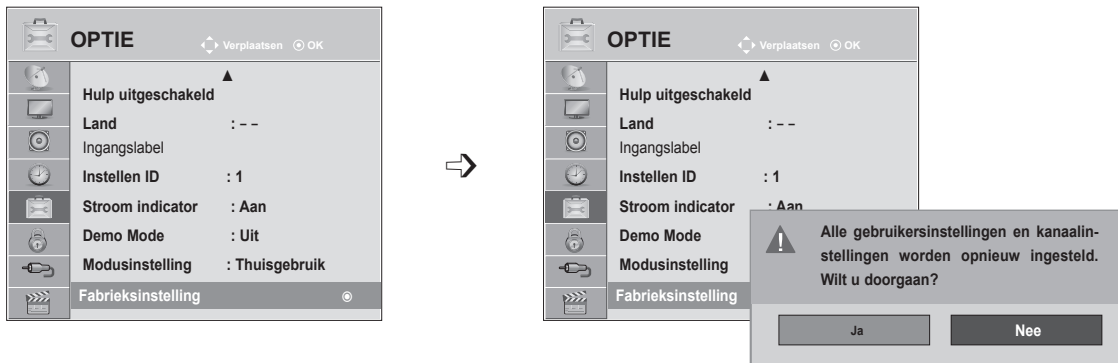 OPTIE
Verplaatsen OK
Hulp uitgeschakeld
Land : – –
Ingangslabel
Instellen ID : 1
Stroom indicator : Aan
Demo Mode : Uit
Modusinstelling : Thuisgebruik
Fabrieksinstelling
OPTIE
Verplaatsen OK
Hulp uitgeschakeld
Land : – –
Ingangslabel
Instellen ID : 1
Stroom indicator : Aan
Demo Mode
Modusinstelling
Fabrieksinstelling
Alle gebruikersinstellingen en kanaalin-
stellingen worden opnieuw ingesteld.
Wilt u doorgaan?
Ja Nee